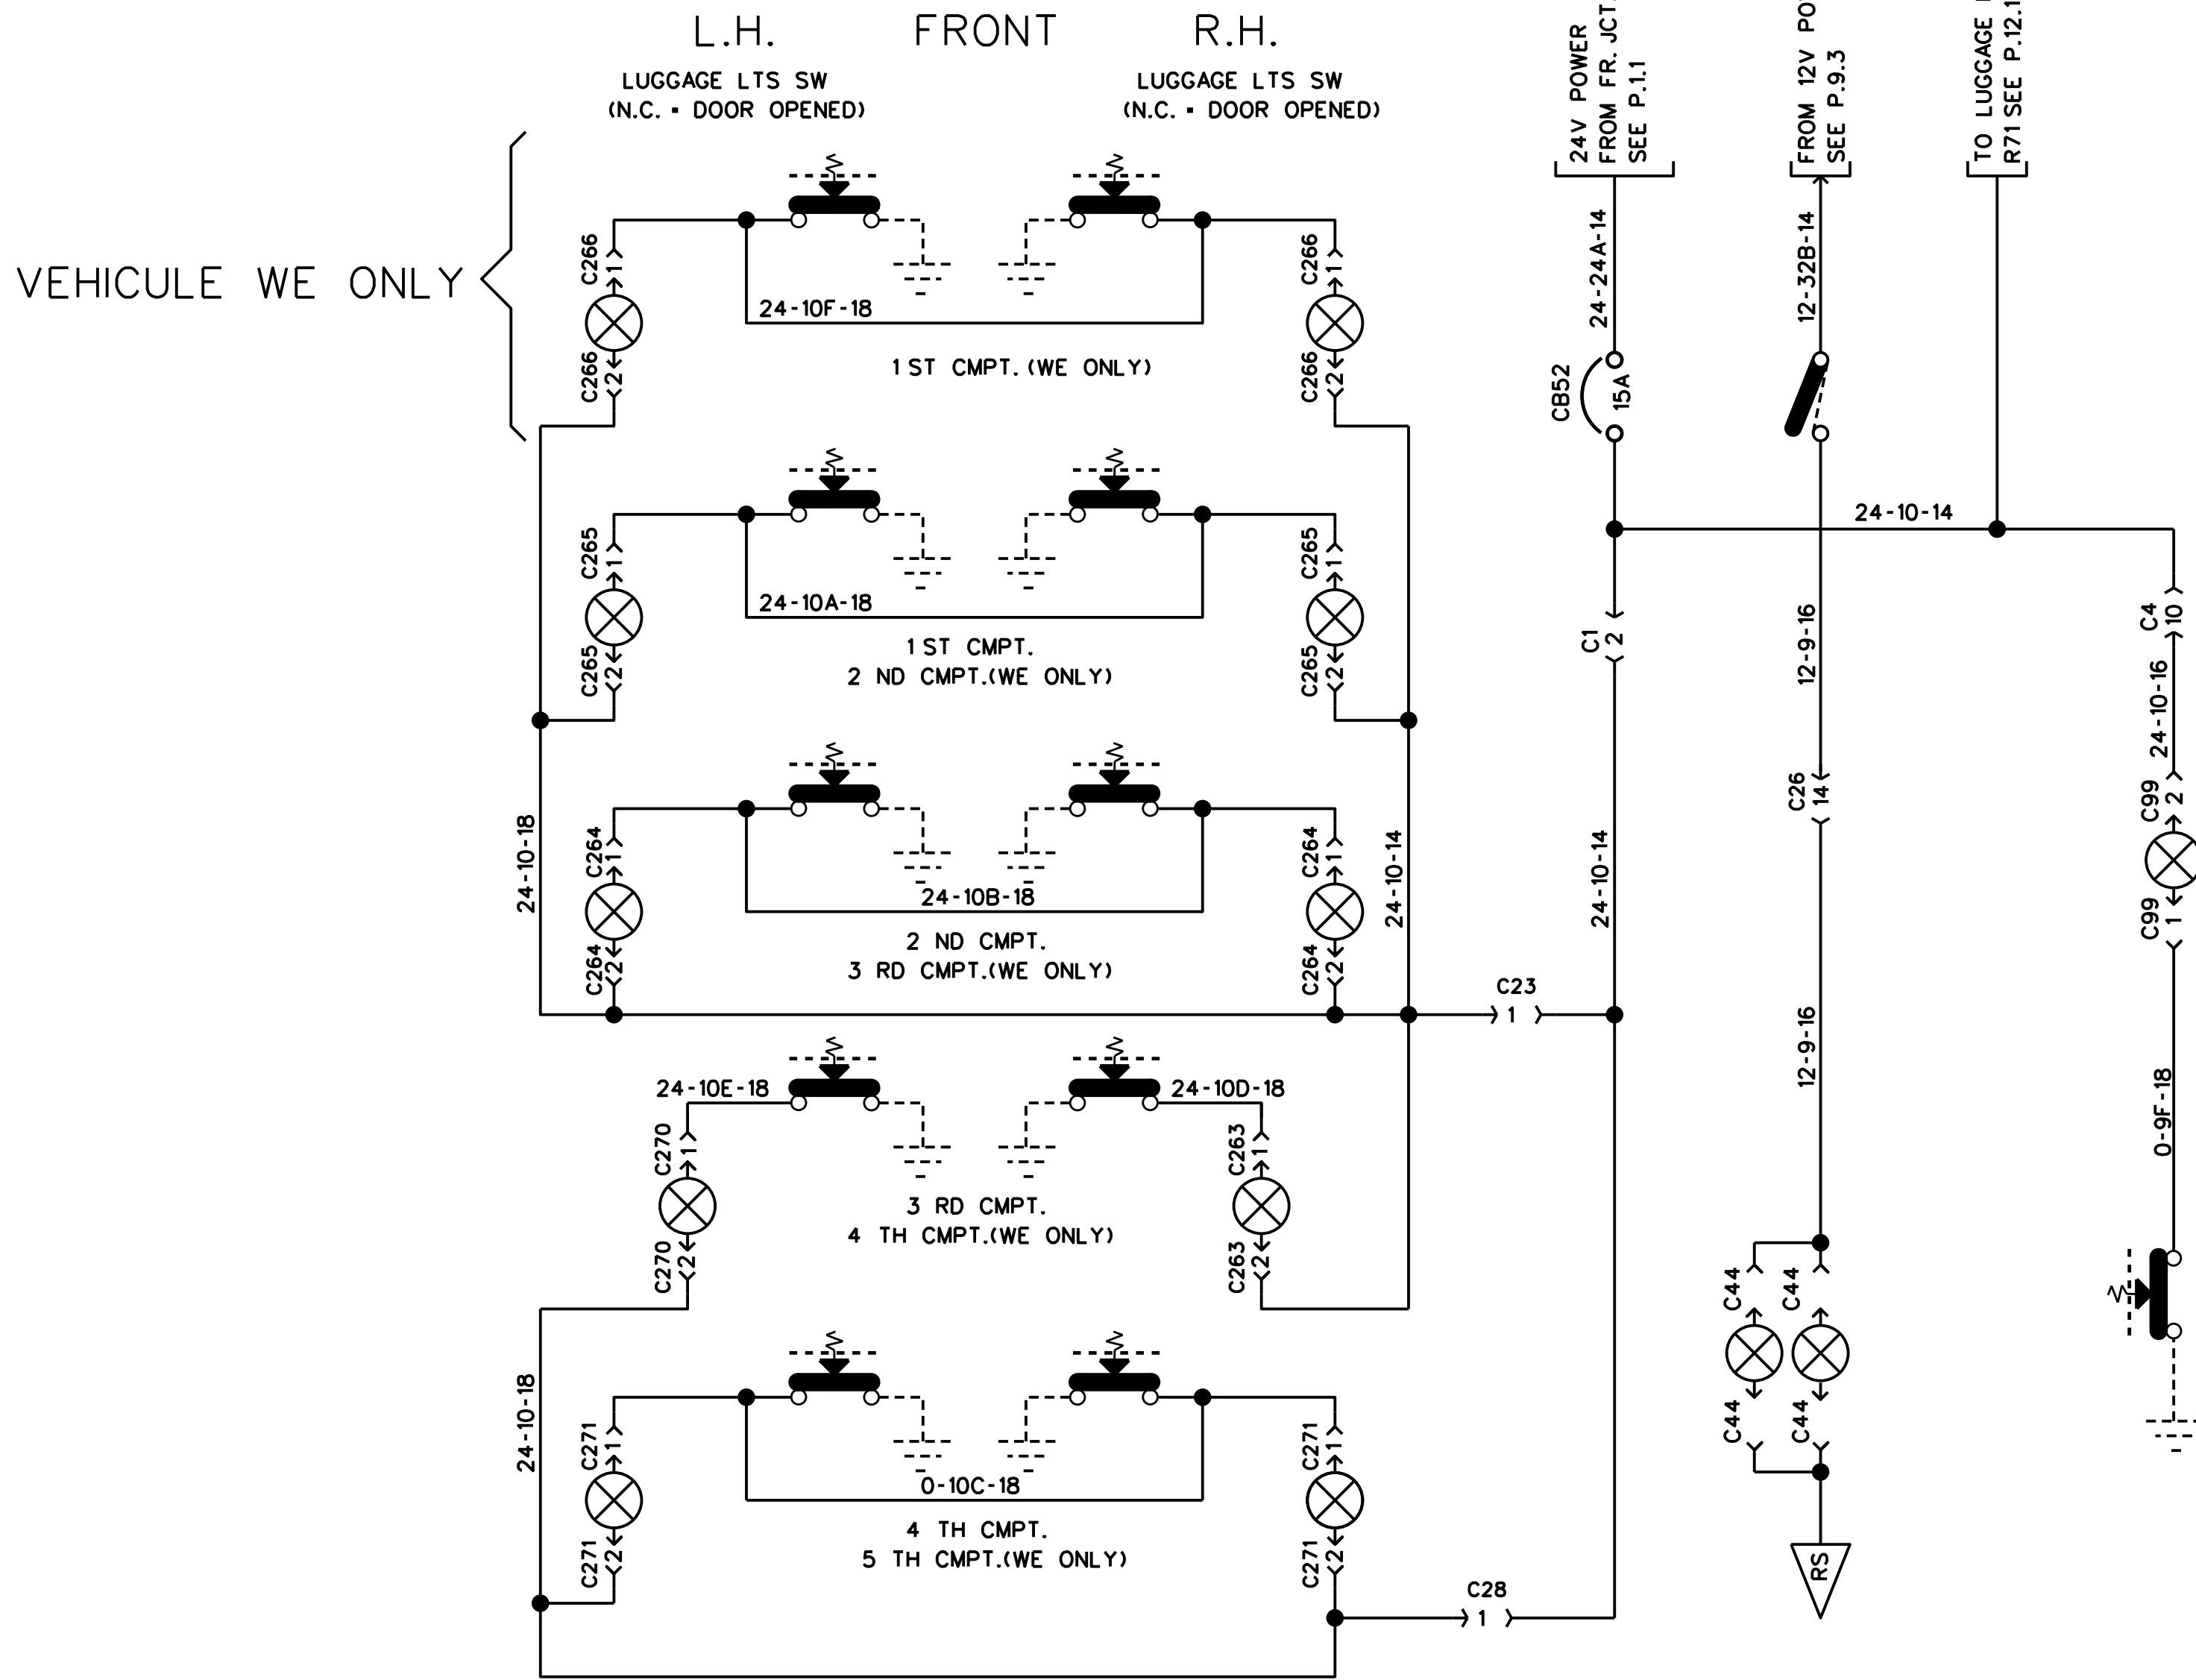 L.H. FRONT R.H.
LUGGAGE LTS SW
(N.C. - DOOR OPENED)
LUGGAGE LTS SW
(N.C. - DOOR OPENED)
VEHICULE WE ONLY
C266 1
C266 2
24-10F-18
C266 1
C266 2
1ST CMPT. (WE ONLY)
C265 1
C265 2
24-10A-18
C265 1
C265 2
1ST CMPT.
2 ND CMPT.(WE ONLY)
24-10-18
C264 1
C264 2
24-10B-18
C264 1
C264 2
24-10-14
2 ND CMPT.
3 RD CMPT.(WE ONLY)
C23
1
24-10E-18
24-10D-18
C270 1
C270 2
C263 1
C263 2
3 RD CMPT.
4 TH CMPT.(WE ONLY)
24-10-18
C271 1
C271 2
0-10C-18
C271 1
C271 2
4 TH CMPT.
5 TH CMPT.(WE ONLY)
C28
1
24V POWER
FROM FR. JCT.
SEE P.1.1
24-24A-14
CB52
15A
C1
2
24-10-14
FROM 12V
SEE P.9.3
12-32B-14
12-9-16
C26
14
12-9-16
C44
C44
C44
C44
RS
TO LUGGAGE
R71 SEE P.12.1
24-10-14
C4
10
24-10-16
C99
2
C99
1
0-9F-18